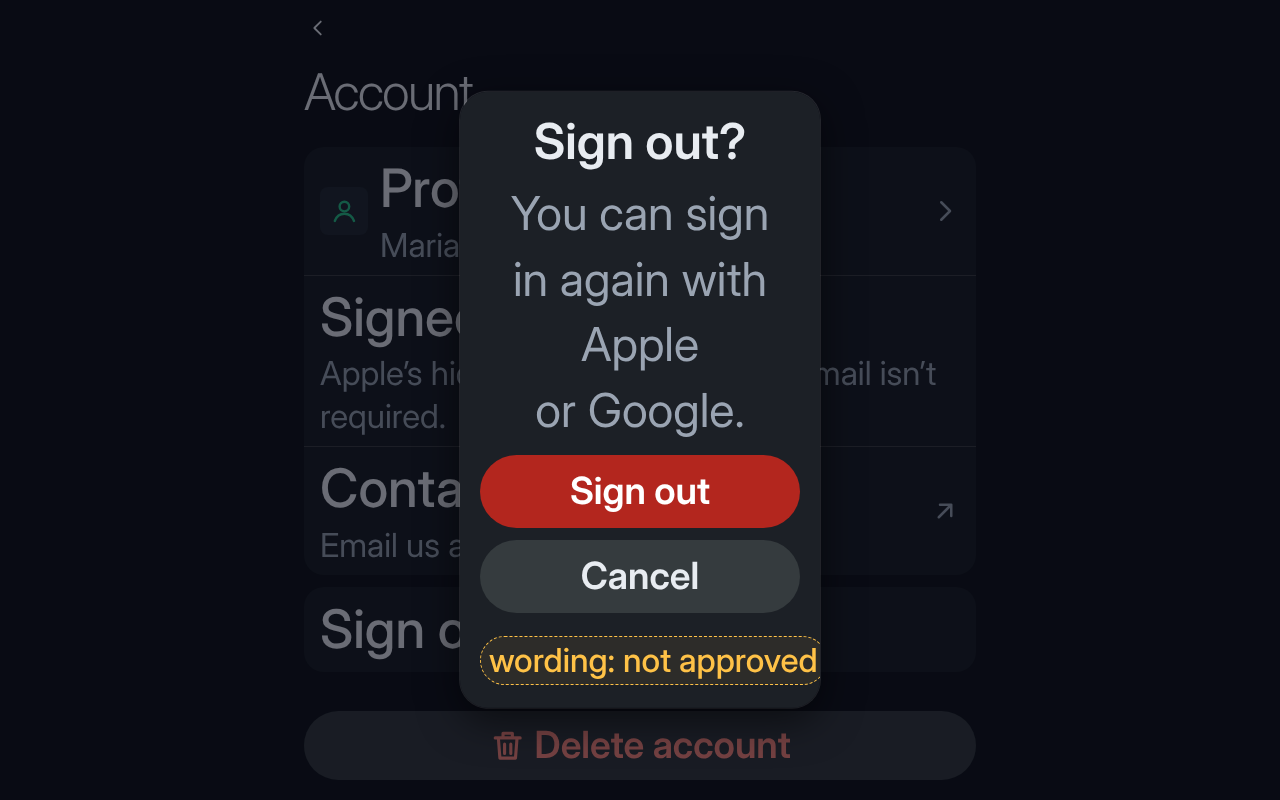 Account
Sign out?
You can sign
in again with
Apple
or Google.
Sign out
Cancel
wording: not approved
Pro
Maria
Signe
Apple’s hi
mail isn’t
required.
Conta
Email us a
Sign o
Delete account